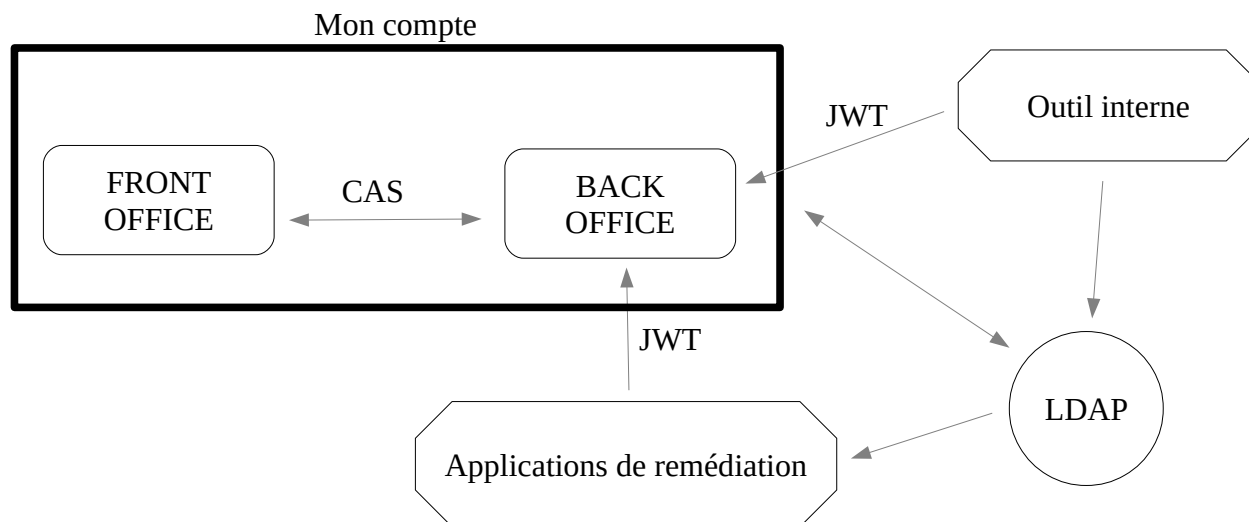 Mon compte
Outil interne
JWT
FRONT
OFFICE
CAS
BACK
OFFICE
JWT
LDAP
Applications de remédiation